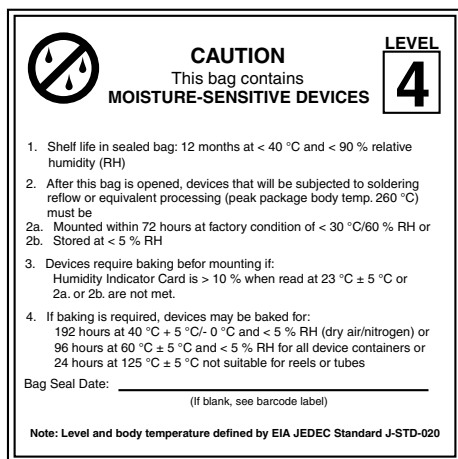 CAUTION
This bag contains
MOISTURE-SENSITIVE DEVICES
LEVEL
4
1. Shelf life in sealed bag: 12 months at < 40 °C and < 90 % relative
humidity (RH)
2. After this bag is opened, devices that will be subjected to soldering
reflow or equivalent processing (peak package body temp. 260 °C)
must be
2a. Mounted within 72 hours at factory condition of < 30 °C/60 % RH or
2b. Stored at < 5 % RH
3. Devices require baking befor mounting if:
Humidity Indicator Card is > 10 % when read at 23 °C ± 5 °C or
2a. or 2b. are not met.
4. If baking is required, devices may be baked for:
192 hours at 40 °C + 5 °C/- 0 °C and < 5 % RH (dry air/nitrogen) or
96 hours at 60 °C ± 5 °C and < 5 % RH for all device containers or
24 hours at 125 °C ± 5 °C not suitable for reels or tubes
Bag Seal Date:
(If blank, see barcode label)
Note: Level and body temperature defined by EIA JEDEC Standard J-STD-020